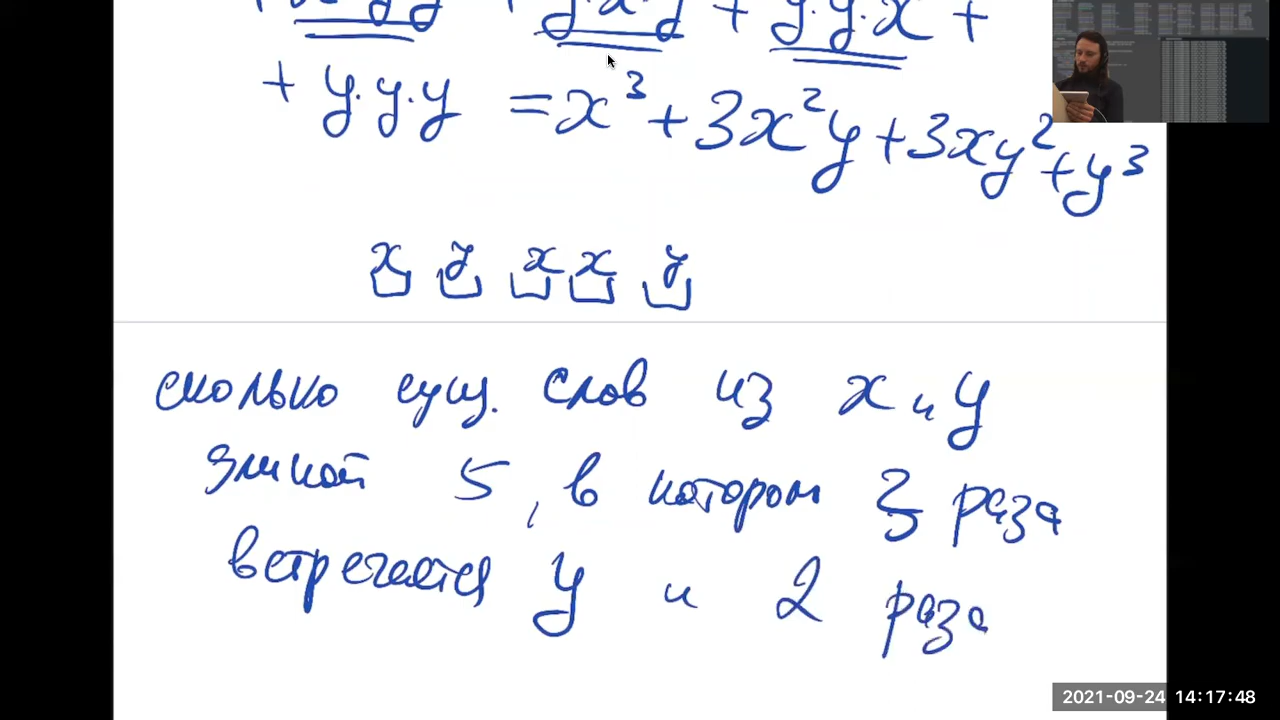 + y·x·y + y·y·x +
+ y·y·y = x³ + 3x²y + 3xy² + y³
x y x x y
сколько сущ. слов из x и y
длиной 5, в котором 3 раза
встречается y и 2 раза
2021-09-24 14:17:48